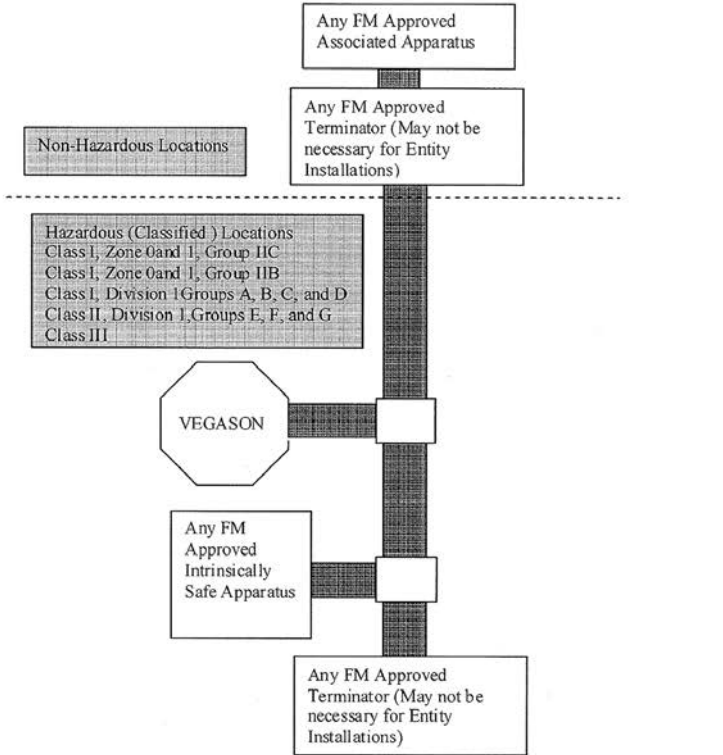 Any FM Approved
Associated Apparatus
Any FM Approved
Terminator (May not be
necessary for Entity
Installations)
Non-Hazardous Locations
Hazardous (Classified ) Locations
Class I, Zone 0and 1, Group IIC
Class I, Zone 0and 1, Group IIB
Class I, Division 1Groups A, B, C, and D
Class II, Division 1,Groups E, F, and G
Class III
VEGASON
Any FM
Approved
Intrinsically
Safe Apparatus
Any FM Approved
Terminator (May not be
necessary for Entity
Installations)